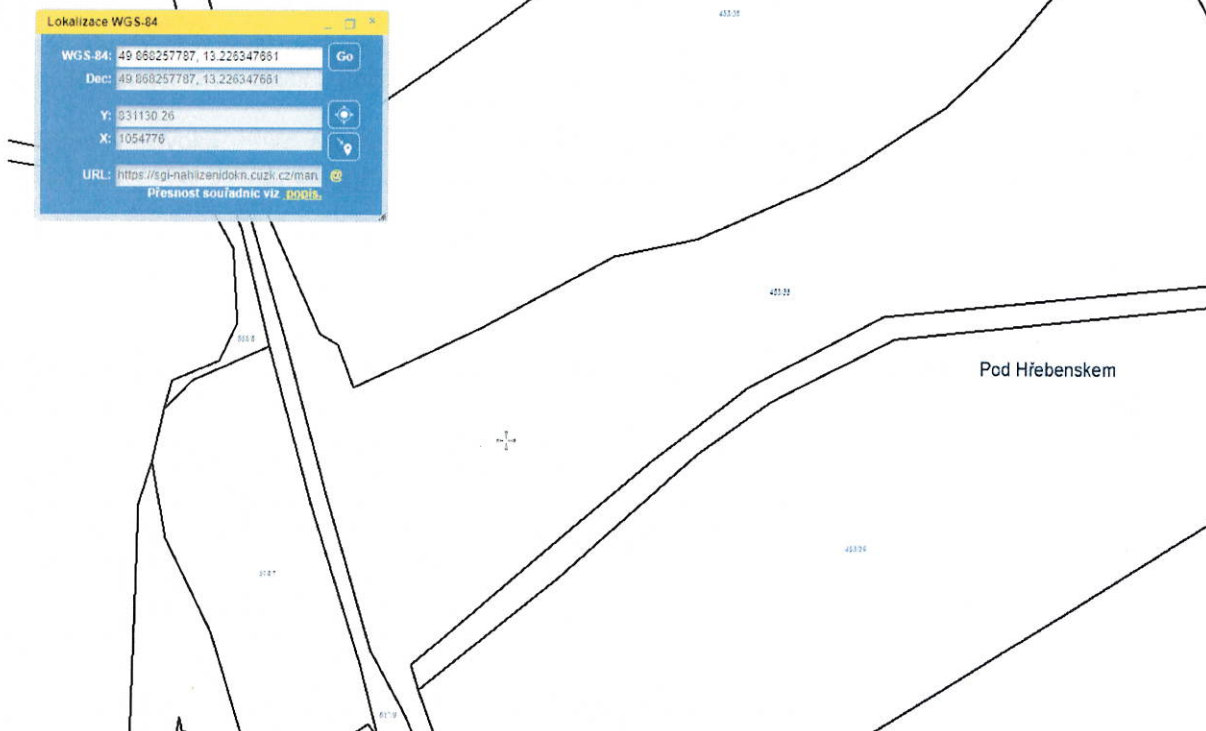 Lokalizace WGS-84
WGS-84: 49.868257787, 13.226347661 Go
Dec: 49.868257787, 13.226347661
Y: 831130.26
X: 1054776
URL: https://sgi-nahlizenidokn.cuzk.cz/man @
Přesnost souřadnic viz popis.
Pod Hřebenskem